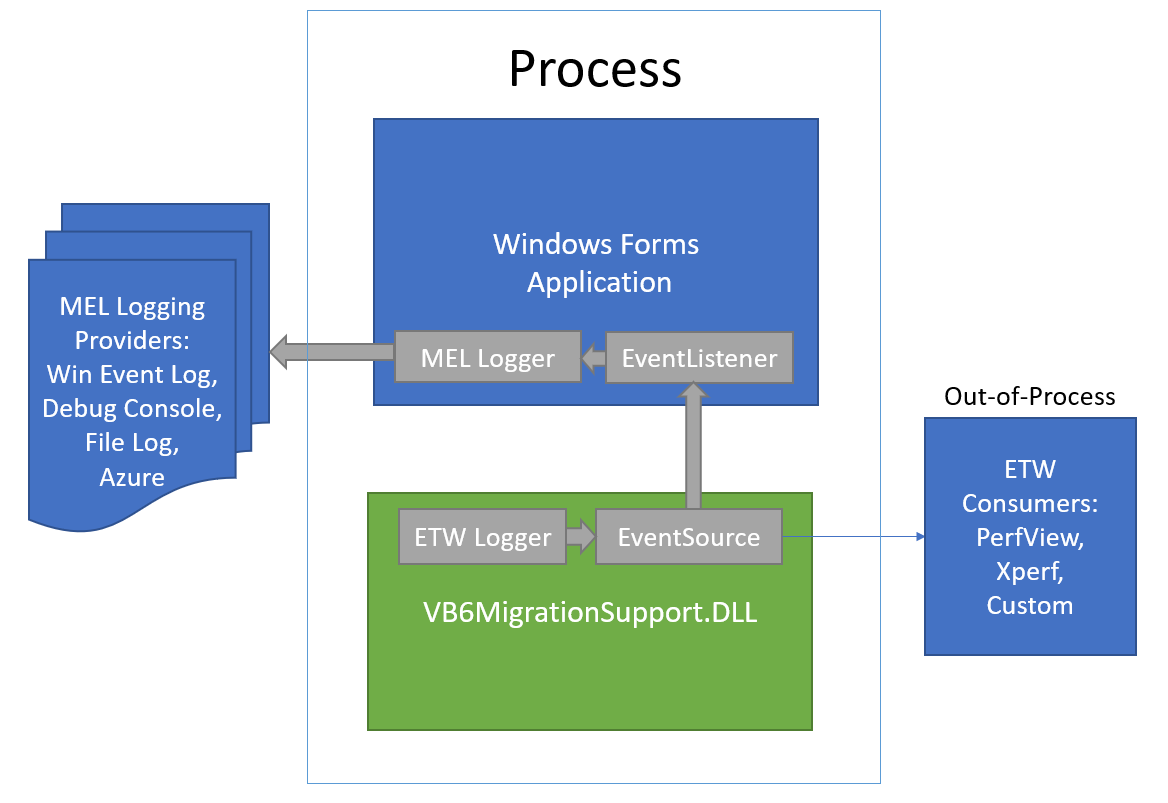 Process
Windows Forms
Application
MEL Logger
EventListener
MEL Logging
Providers:
Win Event Log,
Debug Console,
File Log,
Azure
ETW Logger
EventSource
VB6MigrationSupport.DLL
Out-of-Process
ETW
Consumers:
PerfView,
Xperf,
Custom